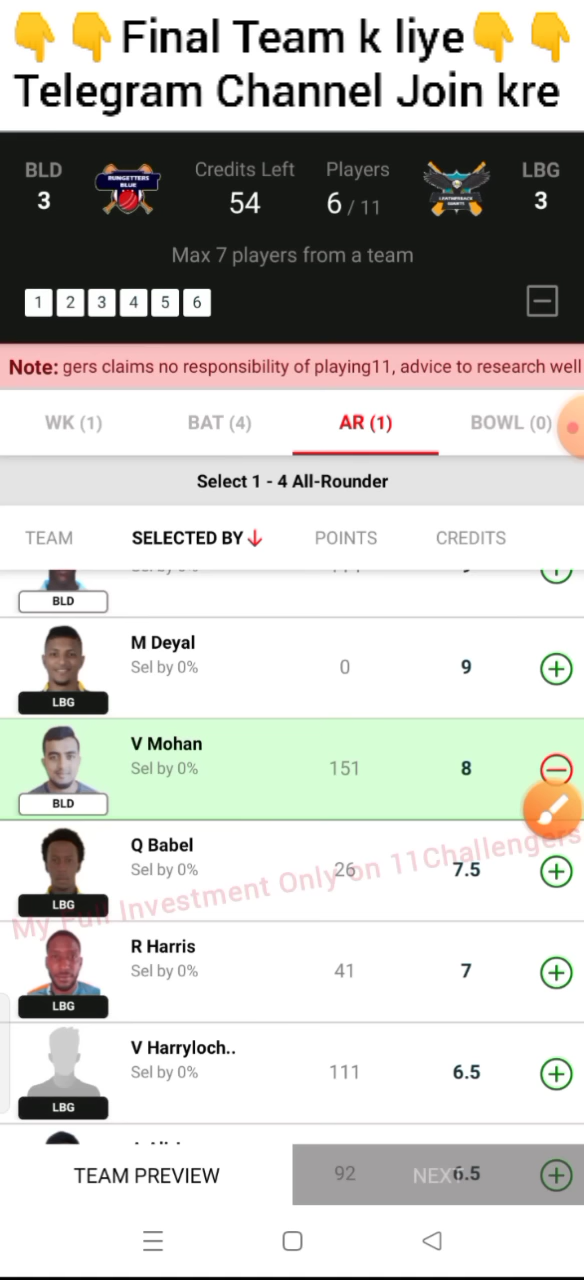 👇👇Final Team k liye👇👇
Telegram Channel Join kre
BLD
3
RUNGETTERS
BLUE
Credits Left
54
Players
6 / 11
LBG
3
Max 7 players from a team
1 2 3 4 5 6
Note: gers claims no responsibility of playing11, advice to research well
WK (1) BAT (4) AR (1) BOWL (0)
Select 1 - 4 All-Rounder
TEAM SELECTED BY POINTS CREDITS
BLD
M Deyal
Sel by 0% 0 9
LBG
V Mohan
Sel by 0% 151 8
BLD
Q Babel
Sel by 0% 26 7.5
LBG
My Full Investment Only on 11Challengers
R Harris
Sel by 0% 41 7
LBG
V Harryloch..
Sel by 0% 111 6.5
LBG
TEAM PREVIEW 92 NEXT 6.5